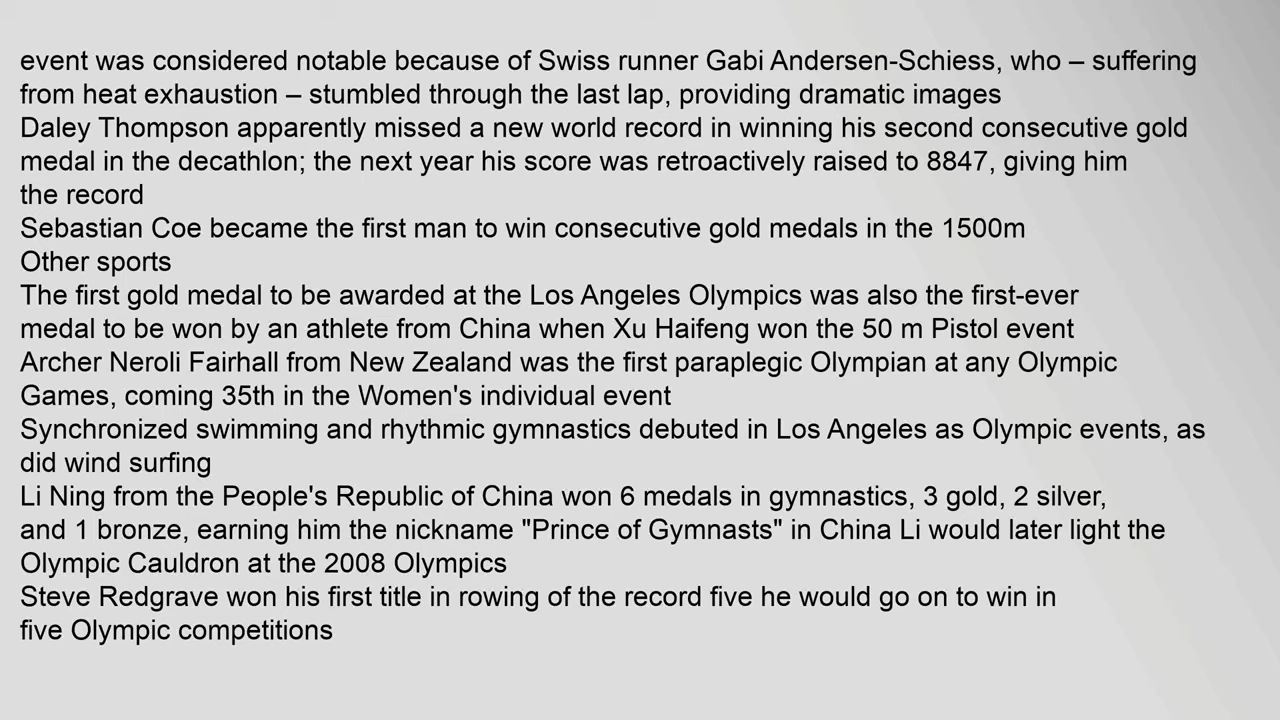 event was considered notable because of Swiss runner Gabi Andersen-Schiess, who – suffering
from heat exhaustion – stumbled through the last lap, providing dramatic images
Daley Thompson apparently missed a new world record in winning his second consecutive gold
medal in the decathlon; the next year his score was retroactively raised to 8847, giving him
the record
Sebastian Coe became the first man to win consecutive gold medals in the 1500m
Other sports
The first gold medal to be awarded at the Los Angeles Olympics was also the first-ever
medal to be won by an athlete from China when Xu Haifeng won the 50 m Pistol event
Archer Neroli Fairhall from New Zealand was the first paraplegic Olympian at any Olympic
Games, coming 35th in the Women's individual event
Synchronized swimming and rhythmic gymnastics debuted in Los Angeles as Olympic events, as
did wind surfing
Li Ning from the People's Republic of China won 6 medals in gymnastics, 3 gold, 2 silver,
and 1 bronze, earning him the nickname "Prince of Gymnasts" in China Li would later light the
Olympic Cauldron at the 2008 Olympics
Steve Redgrave won his first title in rowing of the record five he would go on to win in
five Olympic competitions